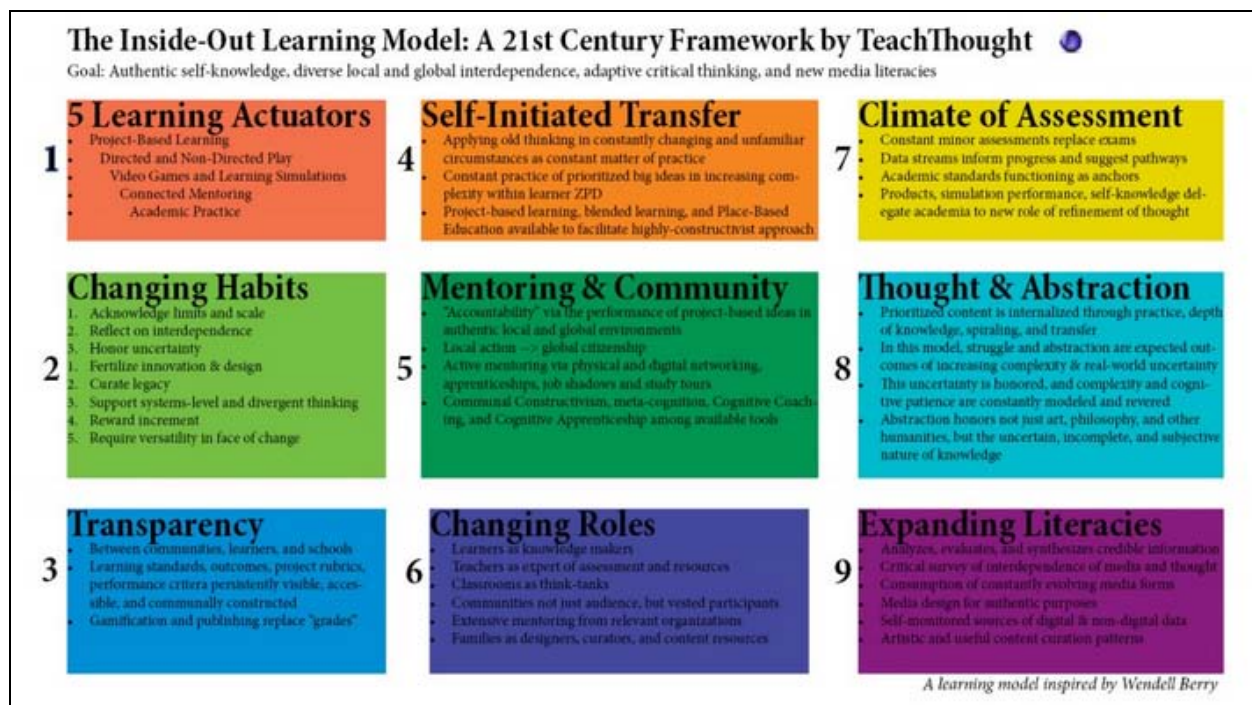 The Inside-Out Learning Model: A 21st Century Framework by TeachThought
Goal: Authentic self-knowledge, diverse local and global interdependence, adaptive critical thinking, and new media literacies
1
5 Learning Actuators
• Project-Based Learning
• Directed and Non-Directed Play
• Video Games and Learning Simulations
• Connected Mentoring
• Academic Practice
2
Changing Habits
1. Acknowledge limits and scale
2. Reflect on interdependence
3. Honor uncertainty
1. Fertilize innovation & design
2. Curate legacy
3. Support systems-level and divergent thinking
4. Reward increment
5. Require versatility in face of change
3
Transparency
• Between communities, learners, and schools
• Learning standards, outcomes, project rubrics,
performance critera persistently visible, acces-
sible, and communally constructed
• Gamification and publishing replace "grades"
4
Self-Initiated Transfer
• Applying old thinking in constantly changing and unfamiliar
circumstances as constant matter of practice
• Constant practice of prioritized big ideas in increasing com-
plexity within learner ZPD
• Project-based learning, blended learning, and Place-Based
Education available to facilitate highly-constructivist approach
5
Mentoring & Community
• "Accountability" via the performance of project-based ideas in
authentic local and global environments
• Local action --> global citizenship
• Active mentoring via physical and digital networking,
apprenticeships, job shadows and study tours
• Communal Constructivism, meta-cognition, Cognitive Coach-
ing, and Cognitive Apprenticeship among available tools
6
Changing Roles
• Learners as knowledge makers
• Teachers as expert of assessment and resources
• Classrooms as think-tanks
• Communities not just audience, but vested participants
• Extensive mentoring from relevant organizations
• Families as designers, curators, and content resources
7
Climate of Assessment
• Constant minor assessments replace exams
• Data streams inform progress and suggest pathways
• Academic standards functioning as anchors
• Products, simulation performance, self-knowledge del-
egate academia to new role of refinement of thought
8
Thought & Abstraction
• Prioritized content is internalized through practice, depth
of knowledge, spiraling, and transfer
• In this model, struggle and abstraction are expected out-
comes of increasing complexity & real-world uncertainty
• This uncertainty is honored, and complexity and cogni-
tive patience are constantly modeled and revered
• Abstraction honors not just art, philosophy, and other
humanities, but the uncertain, incomplete, and subjective
nature of knowledge
9
Expanding Literacies
• Analyzes, evaluates, and synthesizes credible information
• Critical survey of interdependence of media and thought
• Consumption of constantly evolving media forms
• Media design for authentic purposes
• Self-monitored sources of digital & non-digital data
• Artistic and useful content curation patterns
A learning model inspired by Wendell Berry